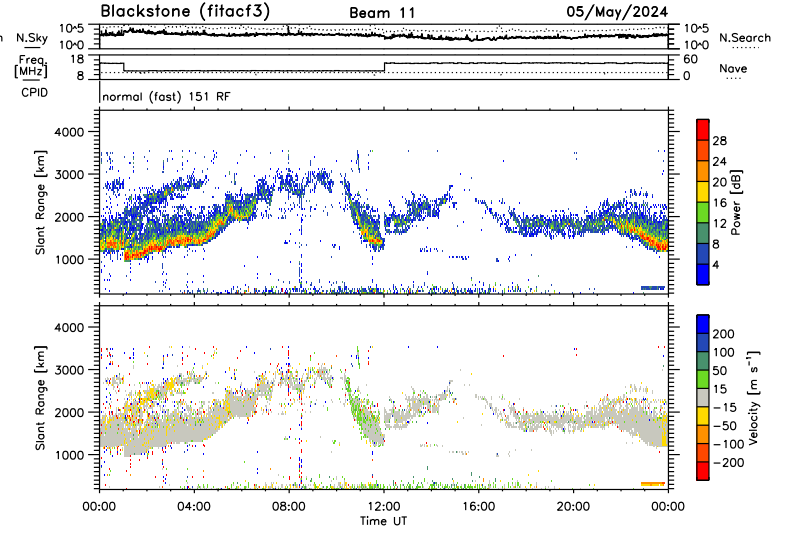 Blackstone (fitacf3) Beam 11 05/May/2024
n N.Sky 10^5 10^0 10^5 10^0 N.Search
Freq. [MHz] 18 8 60 0 Nave
CPID normal (fast) 151 RF
Slant Range [km] 4000 3000 2000 1000
28 24 20 16 12 8 4 Power [dB]
Slant Range [km] 4000 3000 2000 1000
200 100 50 15 -15 -50 -100 -200 Velocity [m s^-1]
00:00 04:00 08:00 12:00 16:00 20:00 00:00
Time UT